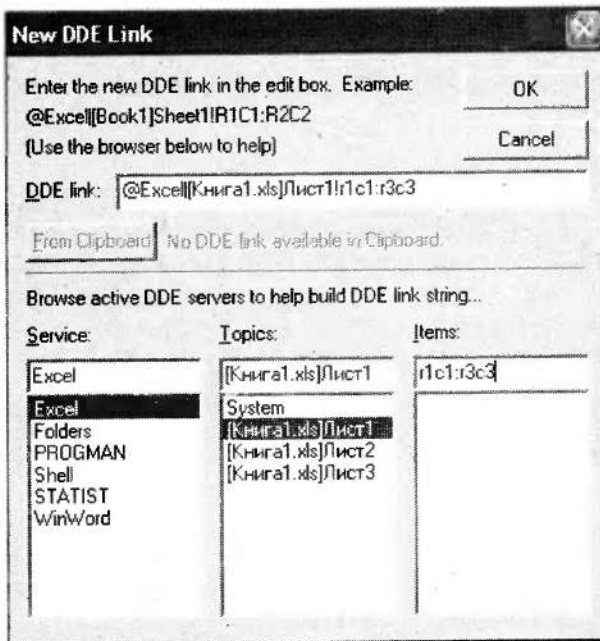 New DDE Link
Enter the new DDE link in the edit box. Example:
@Excel|[Book1]Sheet1!R1C1:R2C2
(Use the browser below to help)
OK
Cancel
DDE link: @Excel|[Книга1.xls]Лист1!r1c1:r3c3
From Clipboard No DDE link available in Clipboard.
Browse active DDE servers to help build DDE link string...
Service: Topics: Items:
Excel [Книга1.xls]Лист1 r1c1:r3c3
Excel System
Folders [Книга1.xls]Лист1
PROGMAN [Книга1.xls]Лист2
Shell [Книга1.xls]Лист3
STATIST
WinWord